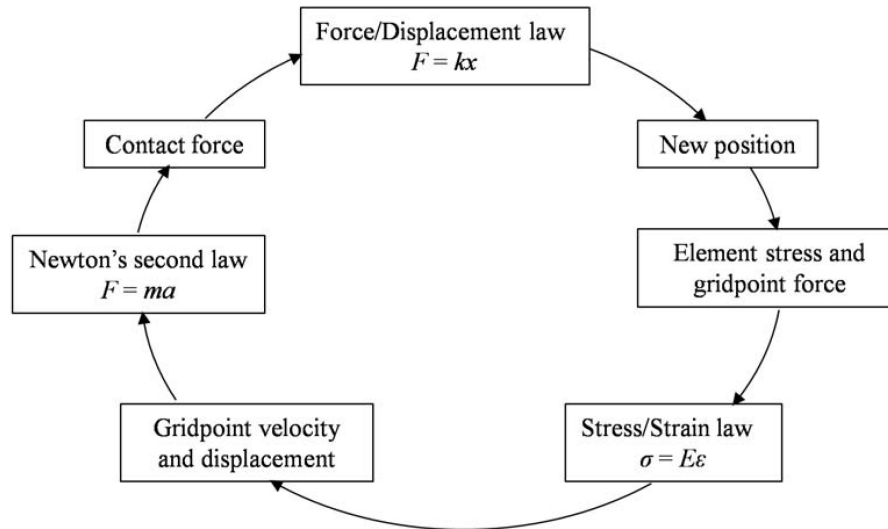 Force/Displacement law
F = kx
Contact force
New position
Newton's second law
F = ma
Element stress and
gridpoint force
Gridpoint velocity
and displacement
Stress/Strain law
σ = Eε